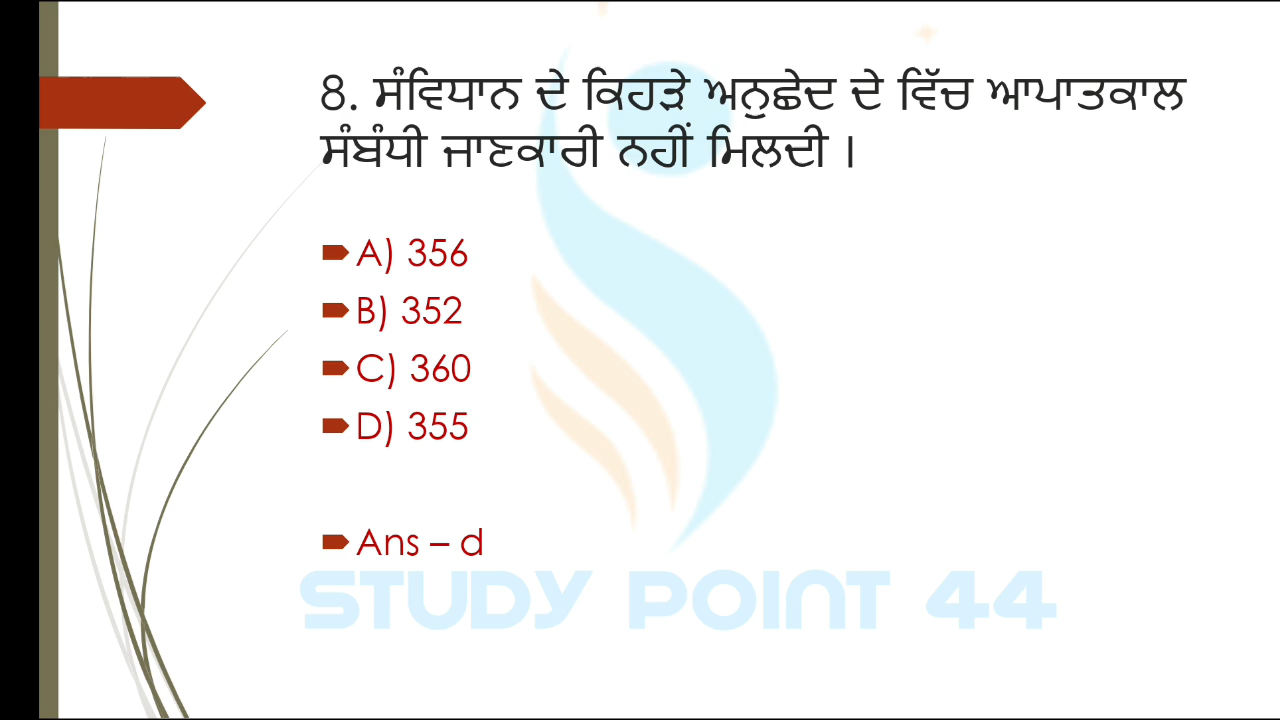 8. ਸੰਵਿਧਾਨ ਦੇ ਕਿਹੜੇ ਅਨੁਛੇਦ ਦੇ ਵਿੱਚ ਆਪਾਤਕਾਲ
ਸੰਬੰਧੀ ਜਾਣਕਾਰੀ ਨਹੀਂ ਮਿਲਦੀ ।
A) 356
B) 352
C) 360
D) 355
Ans – d
STUDY POINT 44